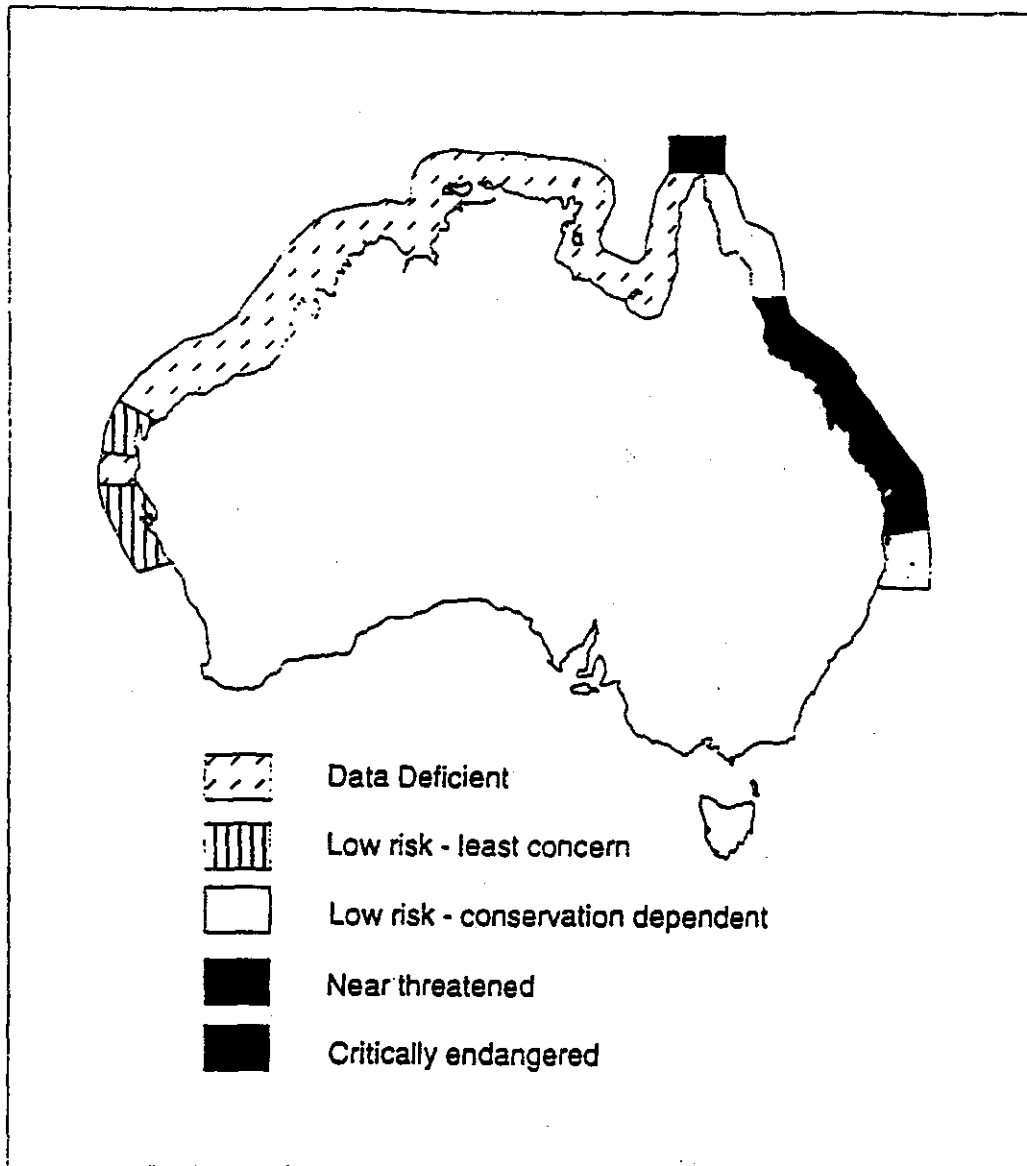 Data Deficient
Low risk - least concern
Low risk - conservation dependent
Near threatened
Critically endangered